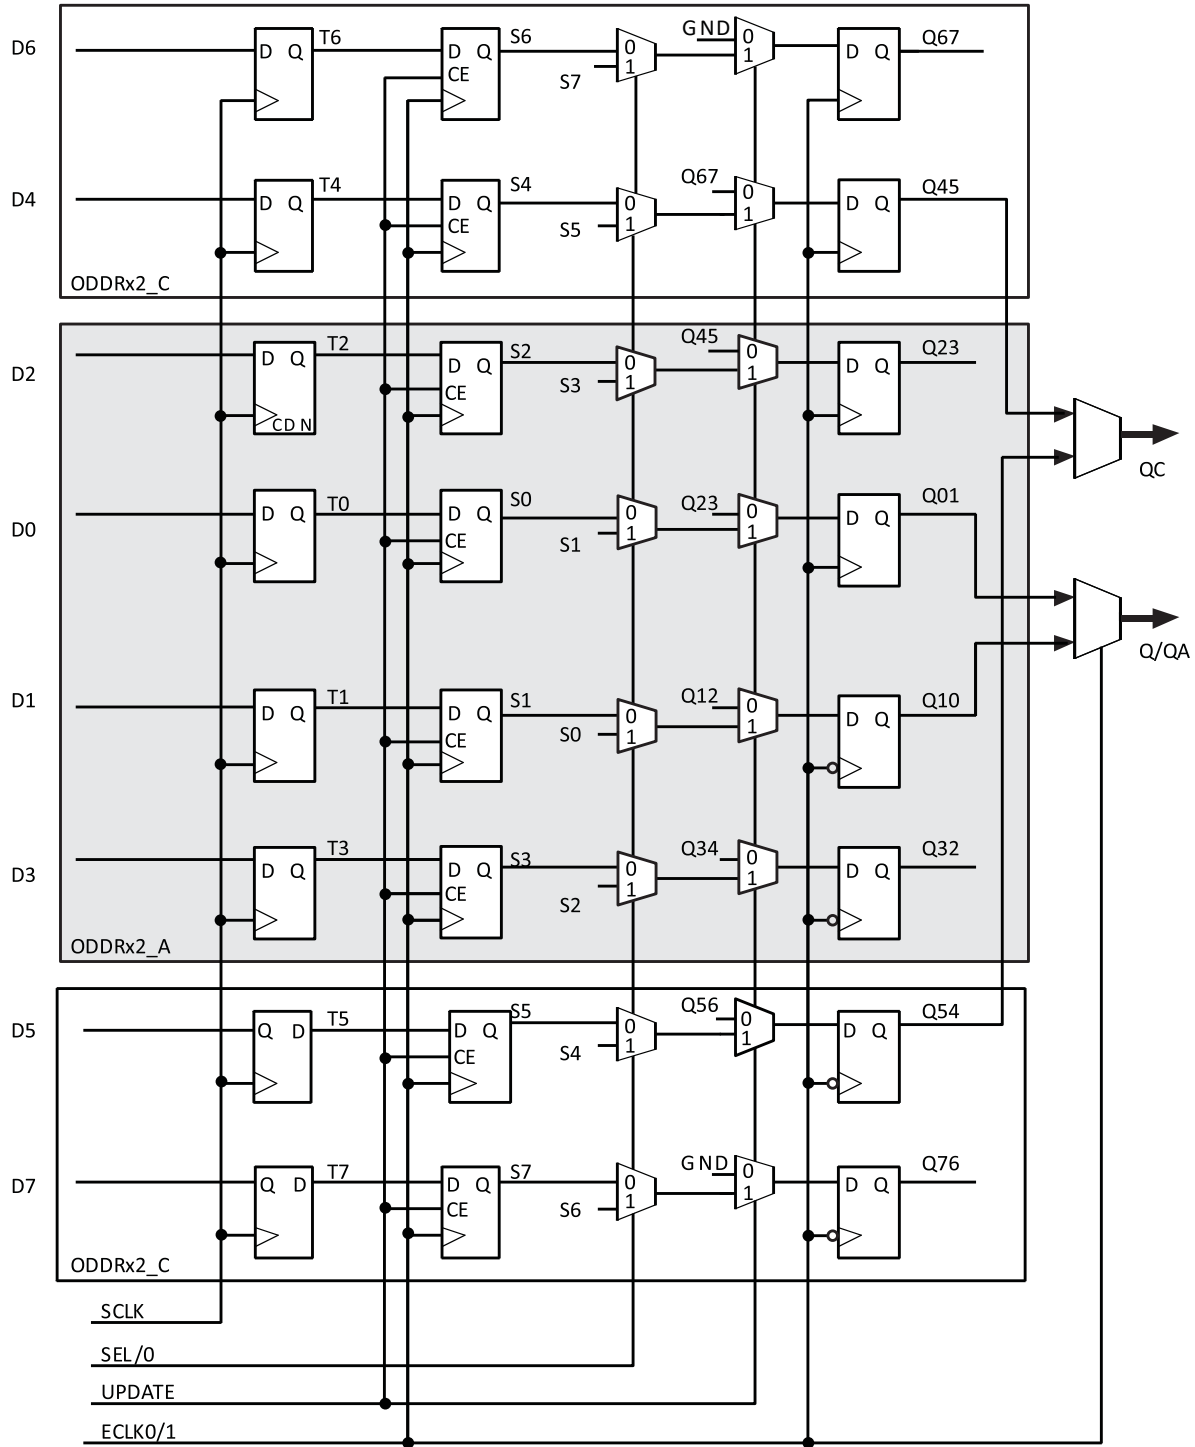 D6 D Q T6 D Q S6 0 GND 0 D Q Q67
CE 1 1
S7
D4 D Q T4 D Q S4 0 Q67 0 D Q Q45
CE 1 1
S5
ODDRx2_C
D2 D Q T2 D Q S2 0 Q45 0 D Q Q23
CE 1 1
S3
CDN
QC
D0 D Q T0 D Q S0 0 Q23 0 D Q Q01
CE 1 1
S1
Q/QA
D1 D Q T1 D Q S1 0 Q12 0 D Q Q10
CE 1 1
S0
D3 D Q T3 D Q S3 0 Q34 0 D Q Q32
CE 1 1
S2
ODDRx2_A
D5 Q D T5 D Q S5 0 Q56 0 D Q Q54
CE 1 1
S4
D7 Q D T7 D Q S7 0 GND 0 D Q Q76
CE 1 1
S6
ODDRx2_C
SCLK
SEL/0
UPDATE
ECLK0/1